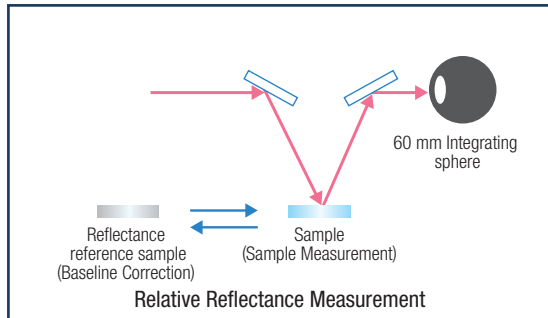 60 mm Integrating
sphere
Reflectance
reference sample
(Baseline Correction)
Sample
(Sample Measurement)
Relative Reflectance Measurement